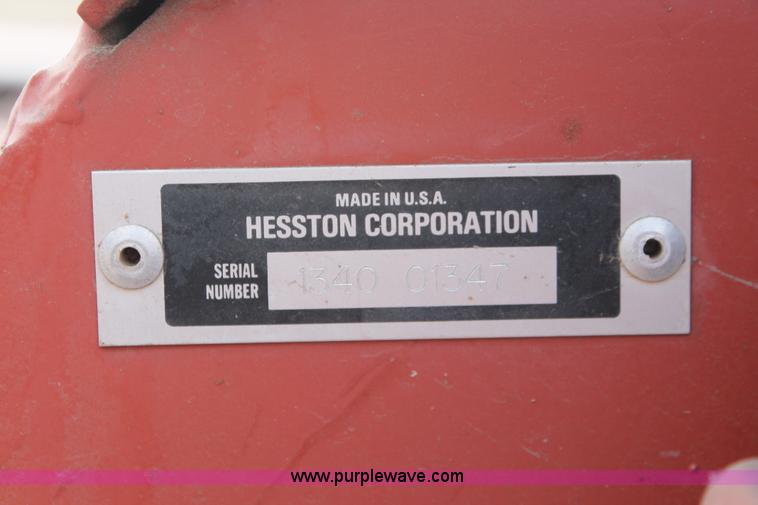 MADE IN U.S.A.
HESSTON CORPORATION
SERIAL
NUMBER
1340 01347
www.purplewave.com